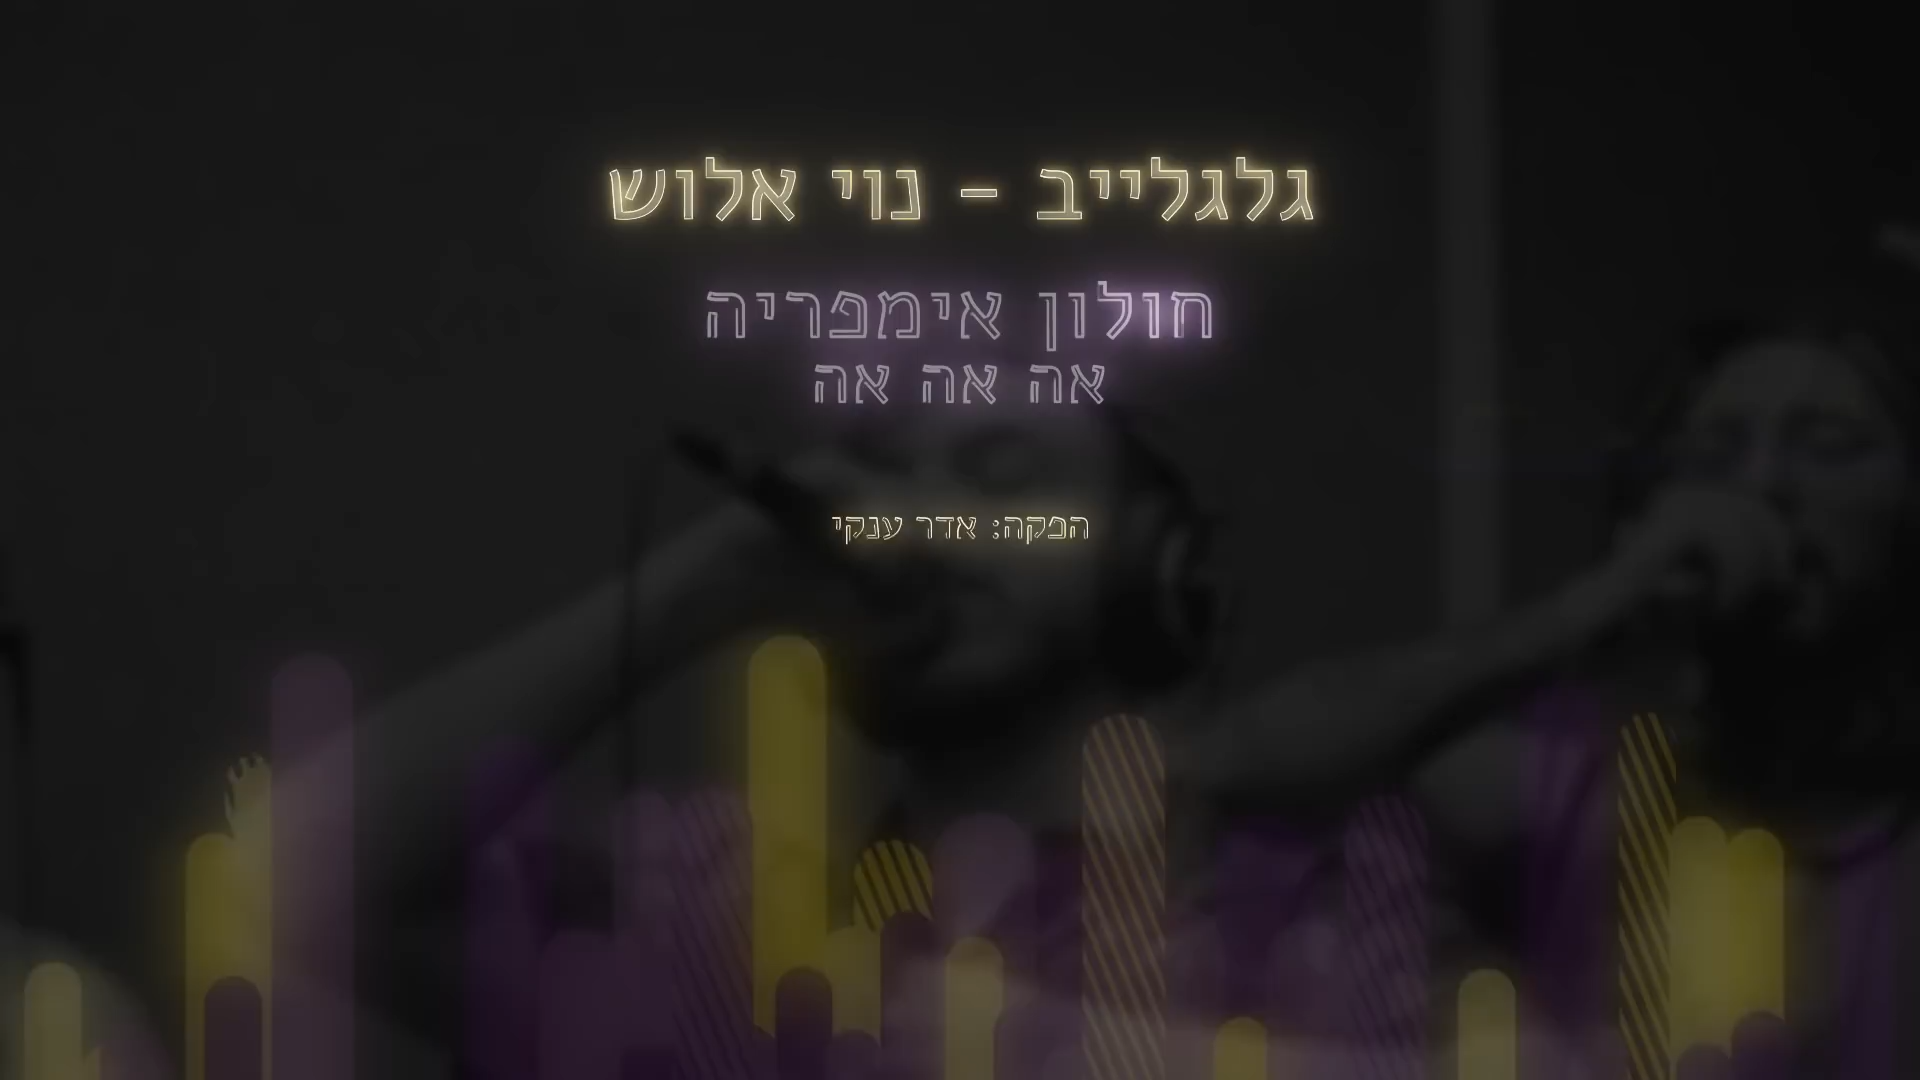 גלגלייב - נוי אלוש
חולון אימפריה
אה אה אה
הפקה: אדר ענקי